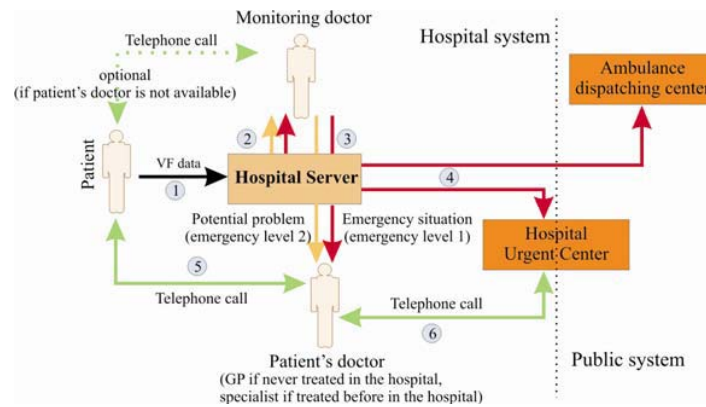 Monitoring doctor
Hospital system
Telephone call
optional
(if patient's doctor is not available)
Ambulance
dispatching center
2
3
Patient
VF data
1
Hospital Server
4
Potential problem
(emergency level 2)
Emergency situation
(emergency level 1)
Hospital
Urgent Center
5
Telephone call
Telephone call
6
Patient's doctor
(GP if never treated in the hospital,
specialist if treated before in the hospital)
Public system